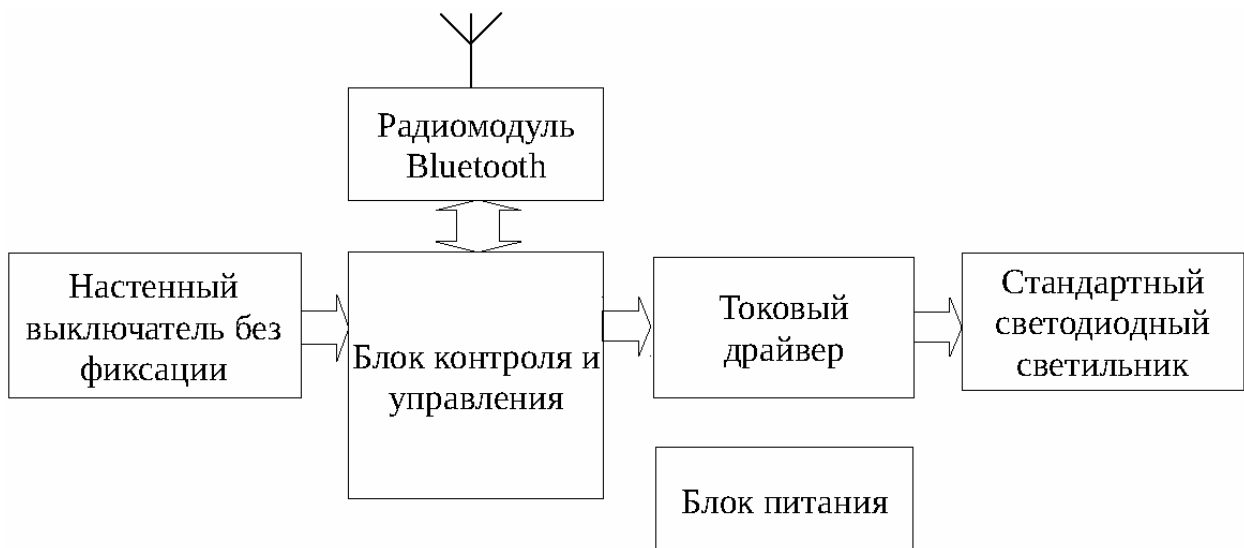 Радиомодуль
Bluetooth
Настенный
выключатель без
фиксации
Блок контроля и
управления
Токовый
драйвер
Стандартный
светодиодный
светильник
Блок питания